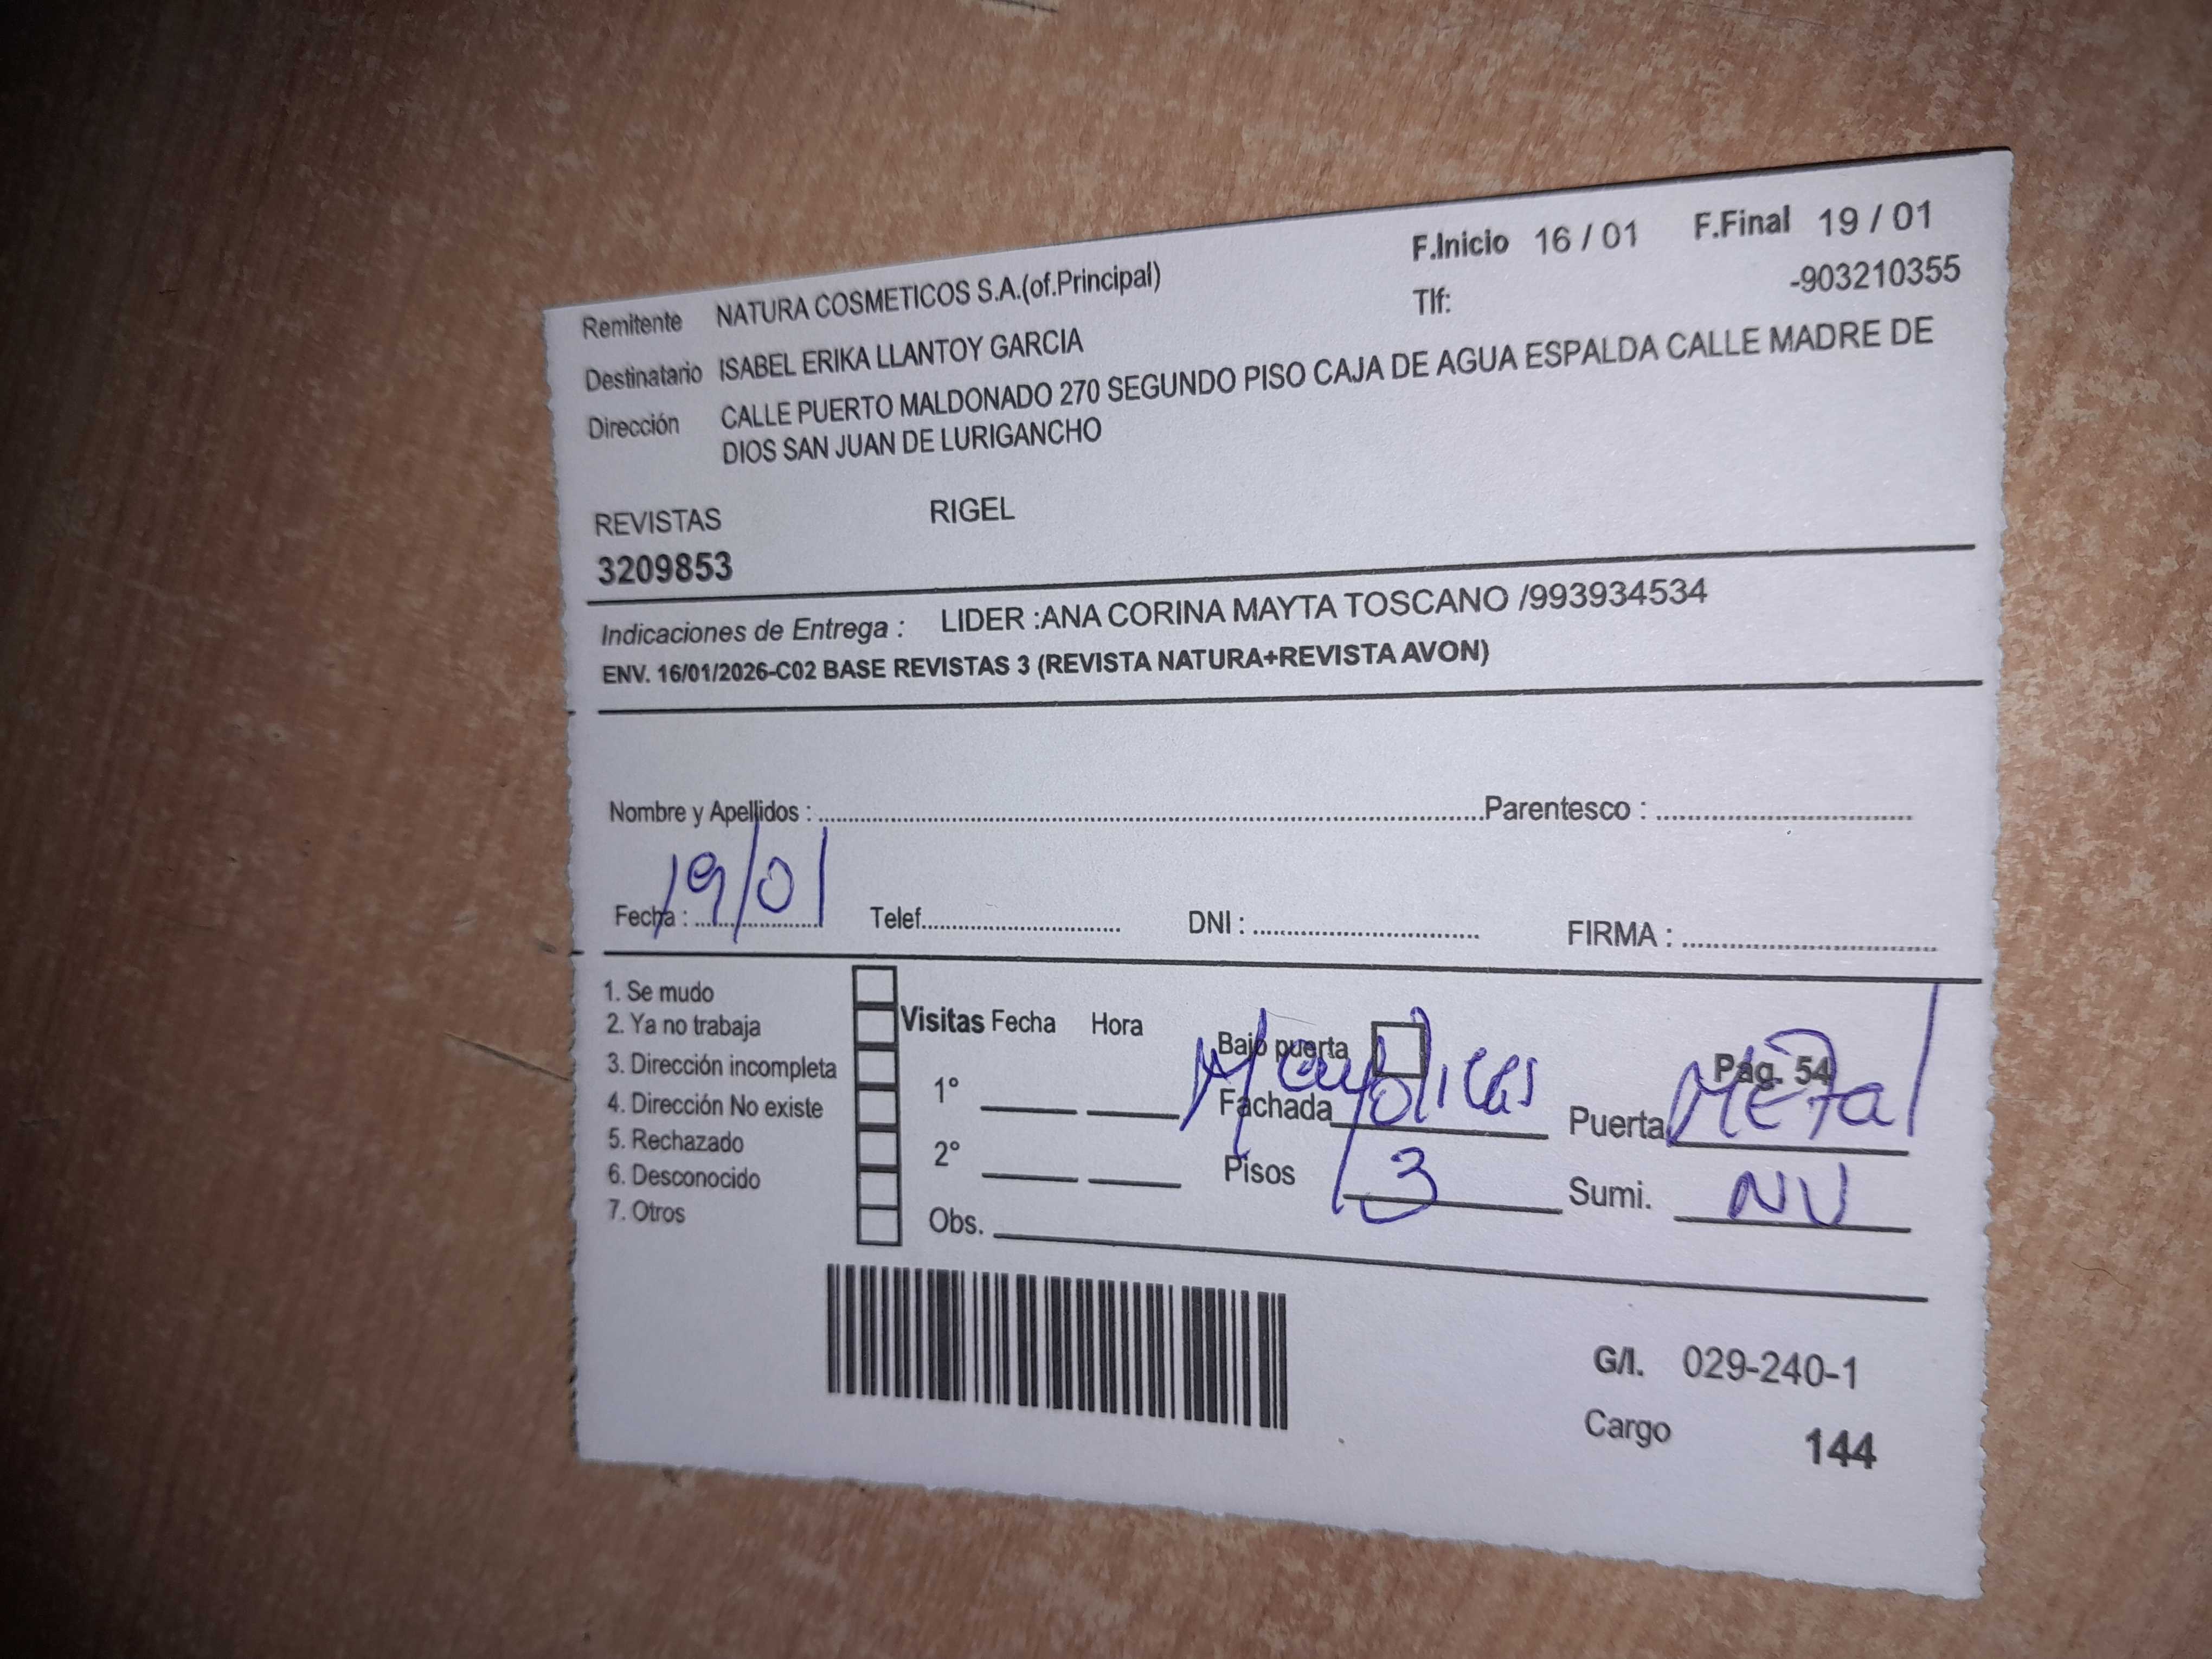 F.Inicio 16 / 01 F.Final 19 / 01
Remitente NATURA COSMETICOS S.A.(of.Principal)
Tlf: -903210355
Destinatario ISABEL ERIKA LLANTOY GARCIA
Dirección CALLE PUERTO MALDONADO 270 SEGUNDO PISO CAJA DE AGUA ESPALDA CALLE MADRE DE
DIOS SAN JUAN DE LURIGANCHO
REVISTAS RIGEL
3209853
Indicaciones de Entrega : LIDER :ANA CORINA MAYTA TOSCANO /993934534
ENV. 16/01/2026-C02 BASE REVISTAS 3 (REVISTA NATURA+REVISTA AVON)
Nombre y Apellidos : Parentesco :
Fecha : 19/01 Telef. DNI : FIRMA :
1. Se mudo
2. Ya no trabaja
3. Dirección incompleta
4. Dirección No existe
5. Rechazado
6. Desconocido
7. Otros
Visitas Fecha Hora
1°
2°
Obs.
Bajo puerta Pág. 54
Fachada Mayolicas Puerta Metal
Pisos 3 Sumi. NV
G/I. 029-240-1
Cargo 144